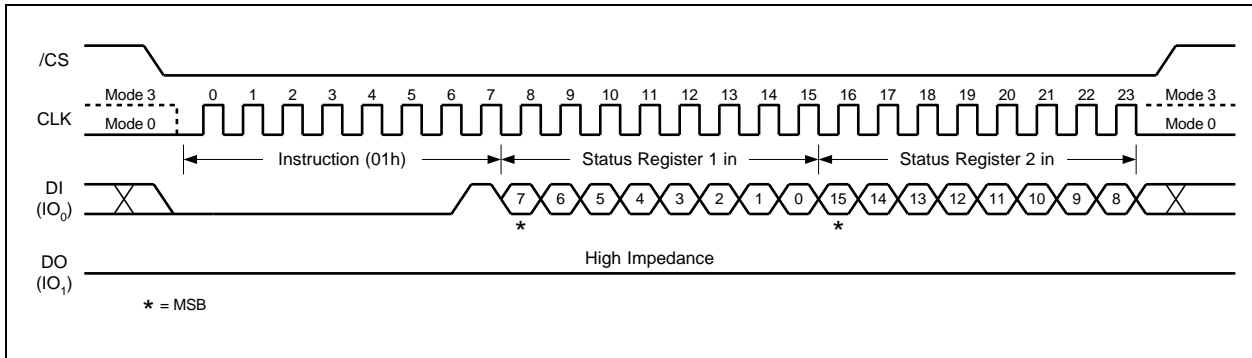 /CS
Mode 3 0 1 2 3 4 5 6 7 8 9 10 11 12 13 14 15 16 17 18 19 20 21 22 23 Mode 3
CLK
Mode 0 Mode 0
Instruction (01h) Status Register 1 in Status Register 2 in
DI
(IO₀) 7 6 5 4 3 2 1 0 15 14 13 12 11 10 9 8
* *
DO High Impedance
(IO₁)
* = MSB